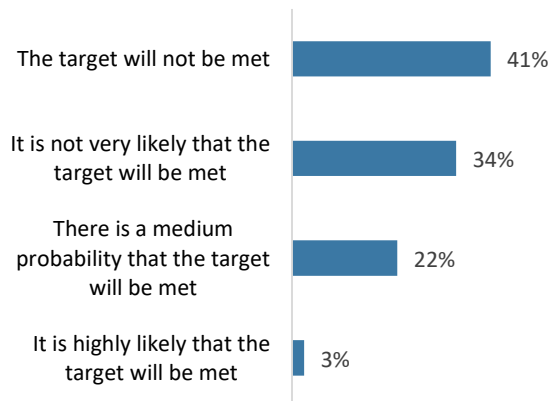 The target will not be met
41%
It is not very likely that the
target will be met
34%
There is a medium
probability that the target
will be met
22%
It is highly likely that the
target will be met
3%